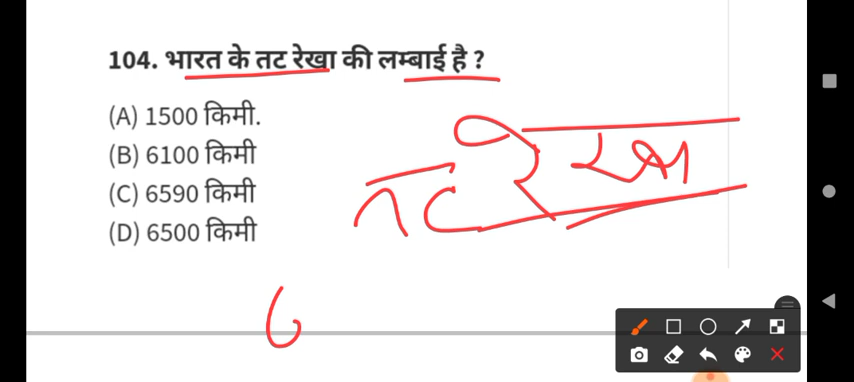 104. भारत के तट रेखा की लम्बाई है ?
(A) 1500 किमी.
(B) 6100 किमी
(C) 6590 किमी
(D) 6500 किमी
तट रेखा
6